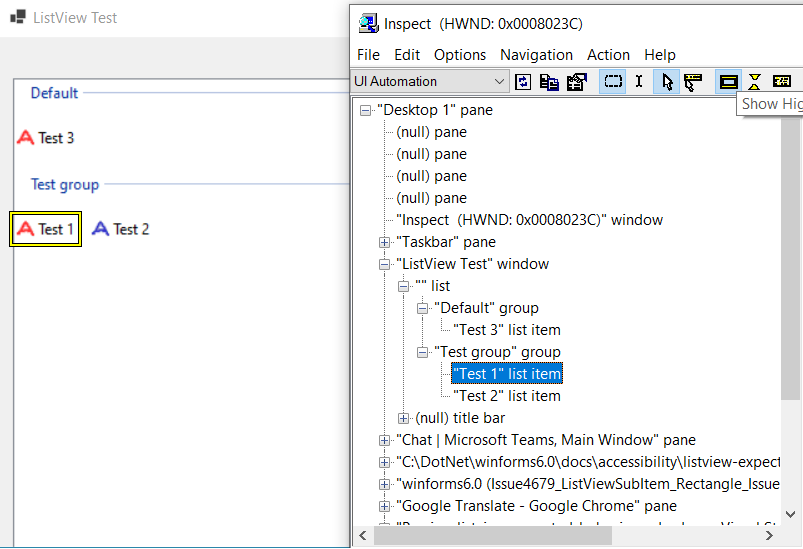 ListView Test
Default
Test 3
Test group
Test 1 Test 2
Inspect (HWND: 0x0008023C)
File Edit Options Navigation Action Help
UI Automation
Show Hig
"Desktop 1" pane
(null) pane
(null) pane
(null) pane
(null) pane
"Inspect (HWND: 0x0008023C)" window
"Taskbar" pane
"ListView Test" window
"" list
"Default" group
"Test 3" list item
"Test group" group
"Test 1" list item
"Test 2" list item
(null) title bar
"Chat | Microsoft Teams, Main Window" pane
"C:\DotNet\winforms6.0\docs\accessibility\listview-expect
"winforms6.0 (Issue4679_ListViewSubItem_Rectangle_Issue
"Google Translate - Google Chrome" pane